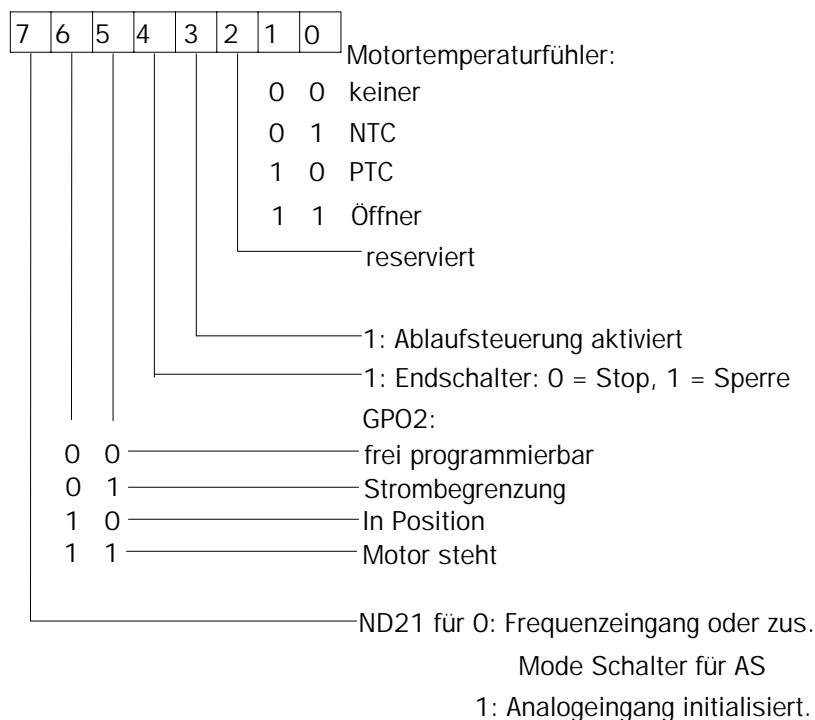 7 6 5 4 3 2 1 0
Motortemperaturfühler:
0 0 keiner
0 1 NTC
1 0 PTC
1 1 Öffner
reserviert
1: Ablaufsteuerung aktiviert
1: Endschalter: 0 = Stop, 1 = Sperre
GPO2:
0 0 frei programmierbar
0 1 Strombegrenzung
1 0 In Position
1 1 Motor steht
ND21 für 0: Frequenzeingang oder zus.
Mode Schalter für AS
1: Analogeingang initialisiert.